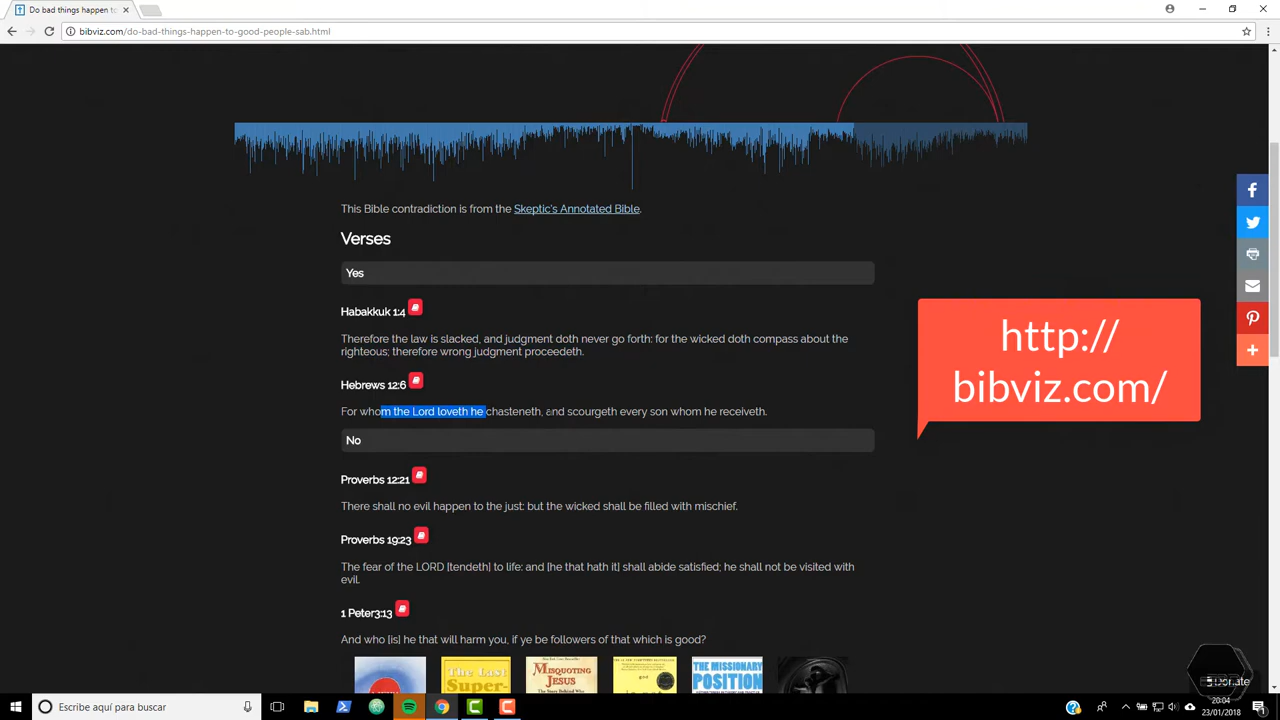 Do bad things happen to
bibviz.com/do-bad-things-happen-to-good-people-sab.html
This Bible contradiction is from the Skeptic's Annotated Bible.
Verses
Yes
Habakkuk 1:4
Therefore the law is slacked, and judgment doth never go forth: for the wicked doth compass about the
righteous; therefore wrong judgment proceedeth.
Hebrews 12:6
For whom the Lord loveth he chasteneth, and scourgeth every son whom he receiveth.
http://
bibviz.com/
No
Proverbs 12:21
There shall no evil happen to the just: but the wicked shall be filled with mischief.
Proverbs 19:23
The fear of the LORD [tendeth] to life: and [he that hath it] shall abide satisfied; he shall not be visited with
evil.
1 Peter3:13
And who [is] he that will harm you, if ye be followers of that which is good?
The last
Super-
MISQUOTING
JESUS
good
THE MISSIONARY
POSITION
Escribe aquí para buscar
20:04
23/01/2018